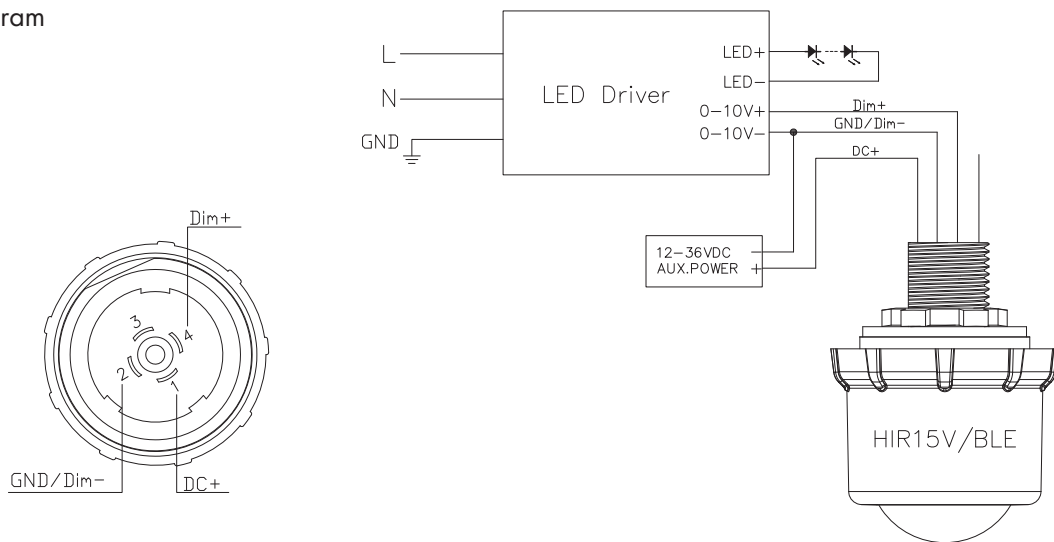 ram
L
N
GND
LED Driver
LED+
LED-
0-10V+
0-10V-
Dim+
GND/Dim-
DC+
12-36VDC -
AUX.POWER +
HIR15V/BLE
Dim+
3
4
2
1
GND/Dim-
DC+